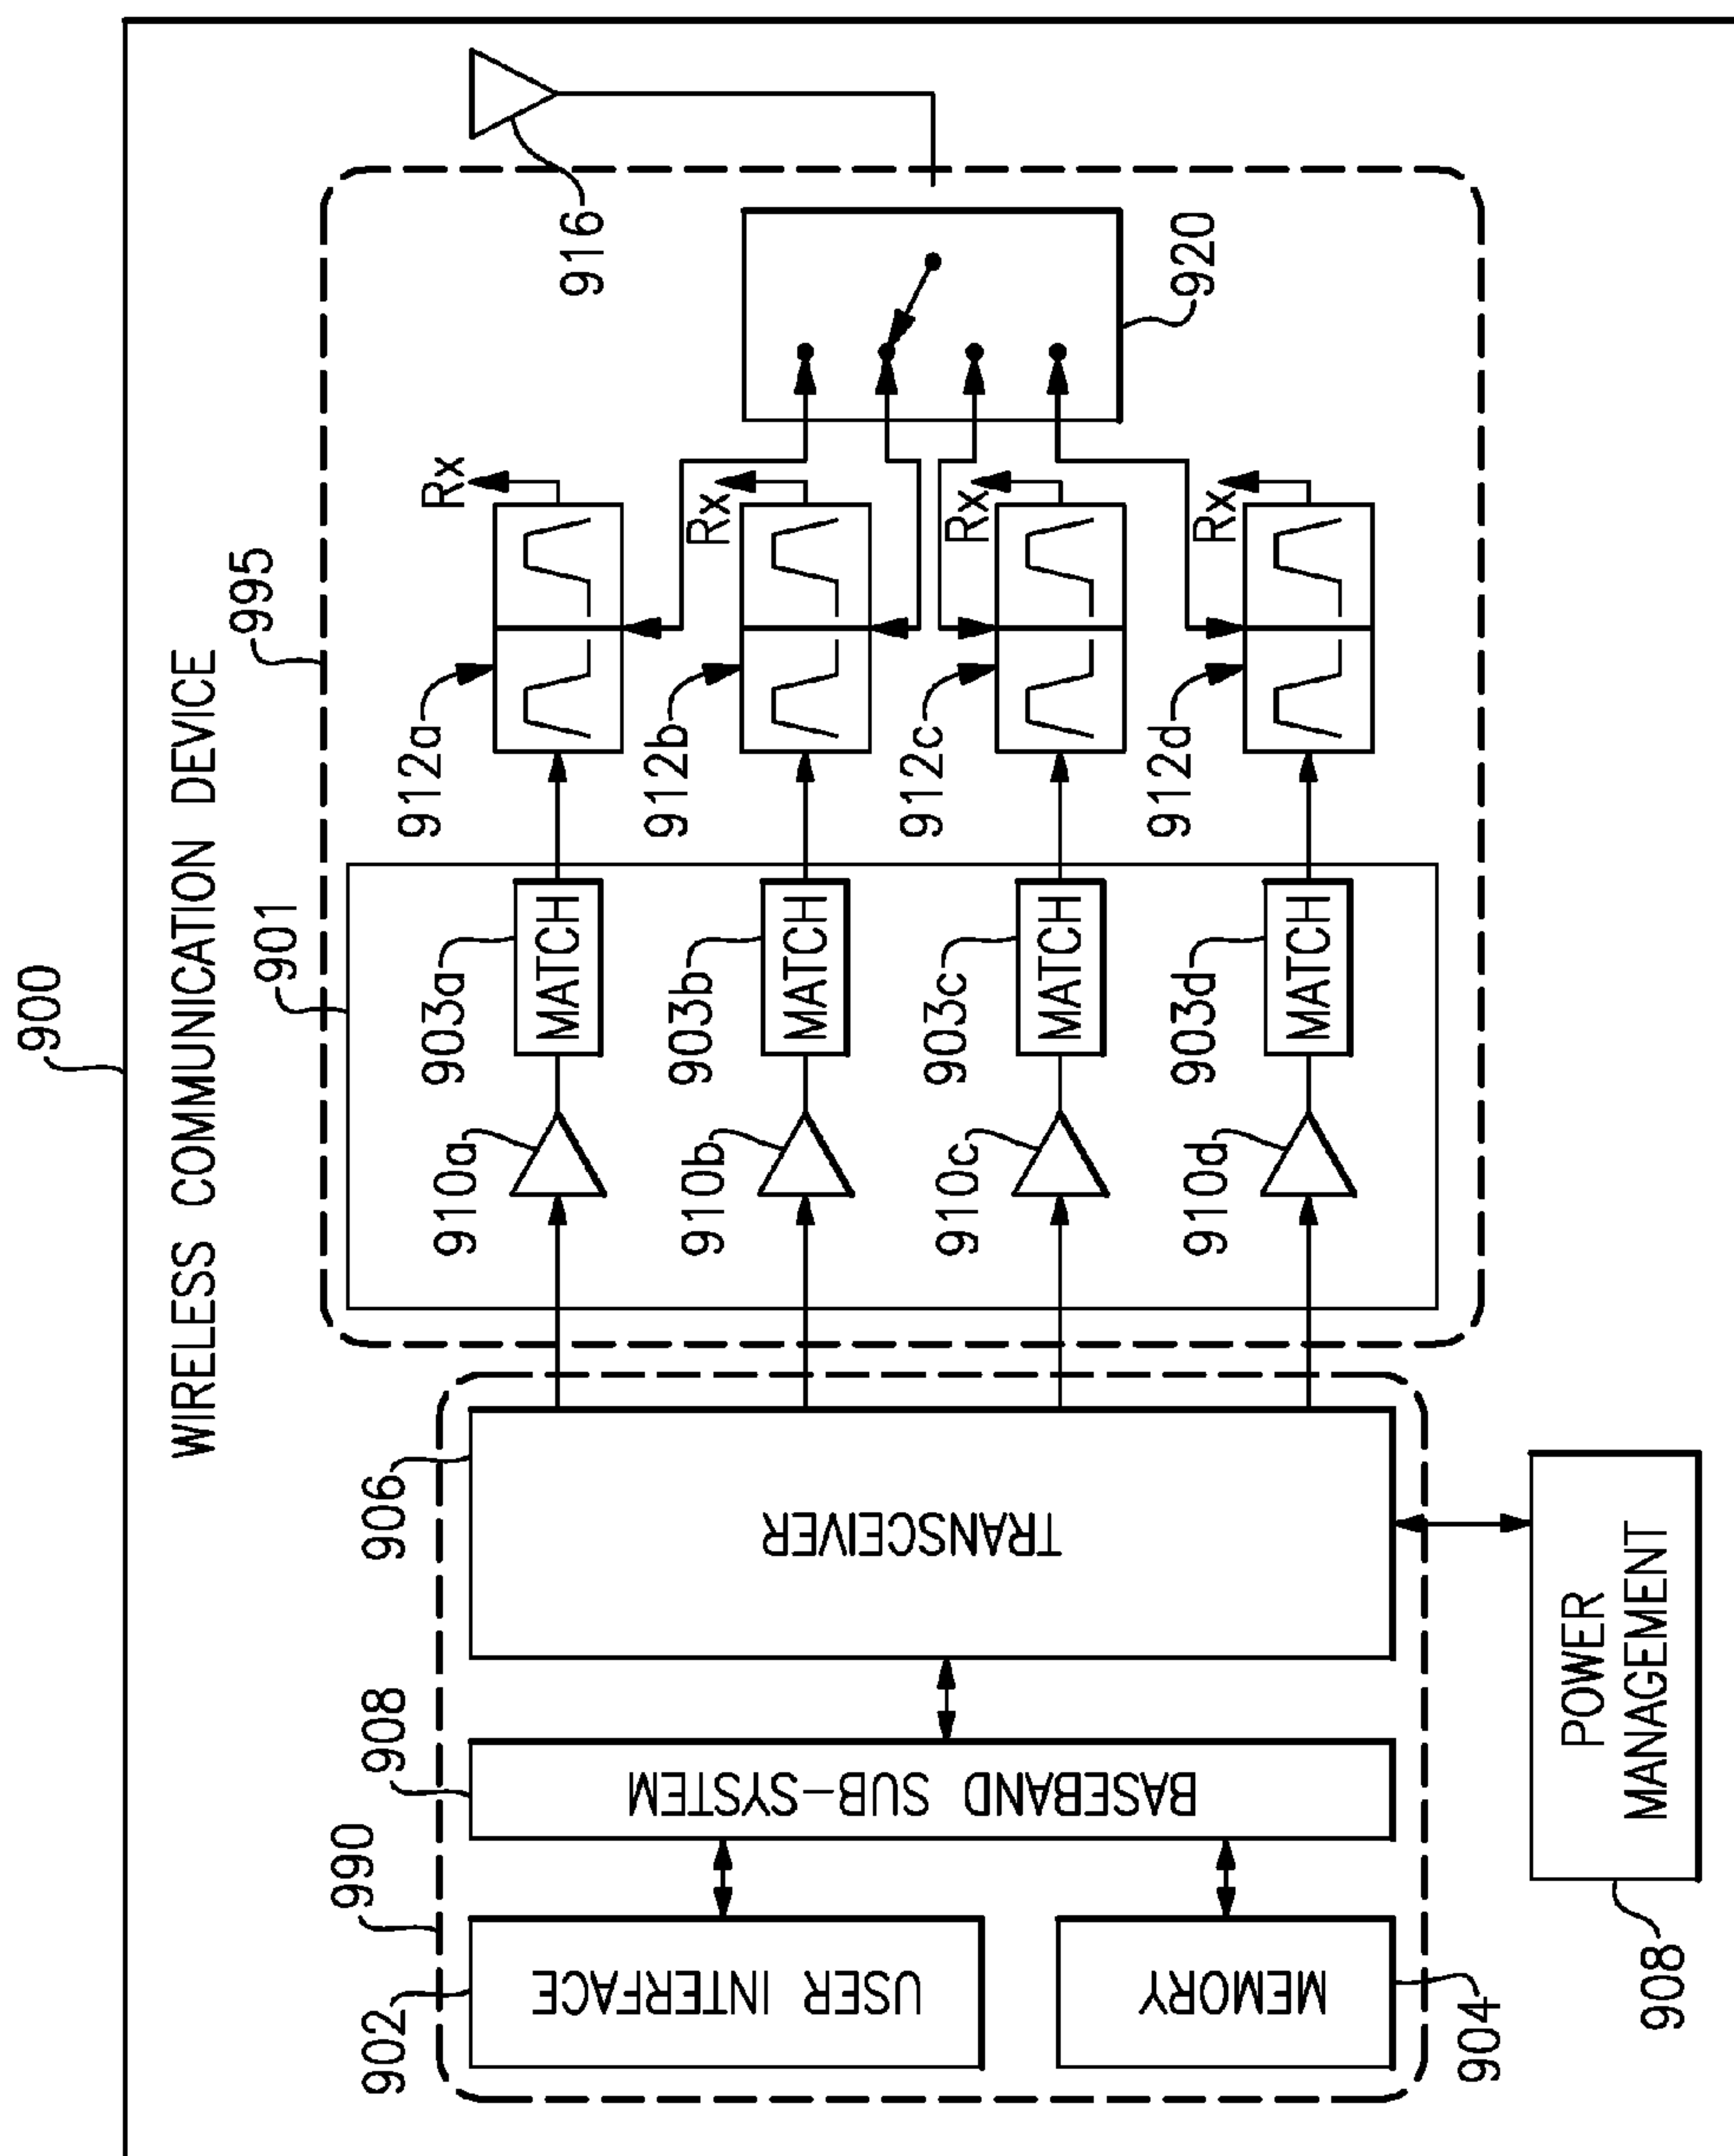 900
WIRELESS COMMUNICATION DEVICE
995
901
916
Rx
Rx
Rx
Rx
912a
912b
912c
912d
920
903a
903b
903c
903d
MATCH
MATCH
MATCH
MATCH
910a
910b
910c
910d
906
TRANSCEIVER
908
BASEBAND SUB-SYSTEM
990
902
USER INTERFACE
MEMORY
904
POWER
MANAGEMENT
908